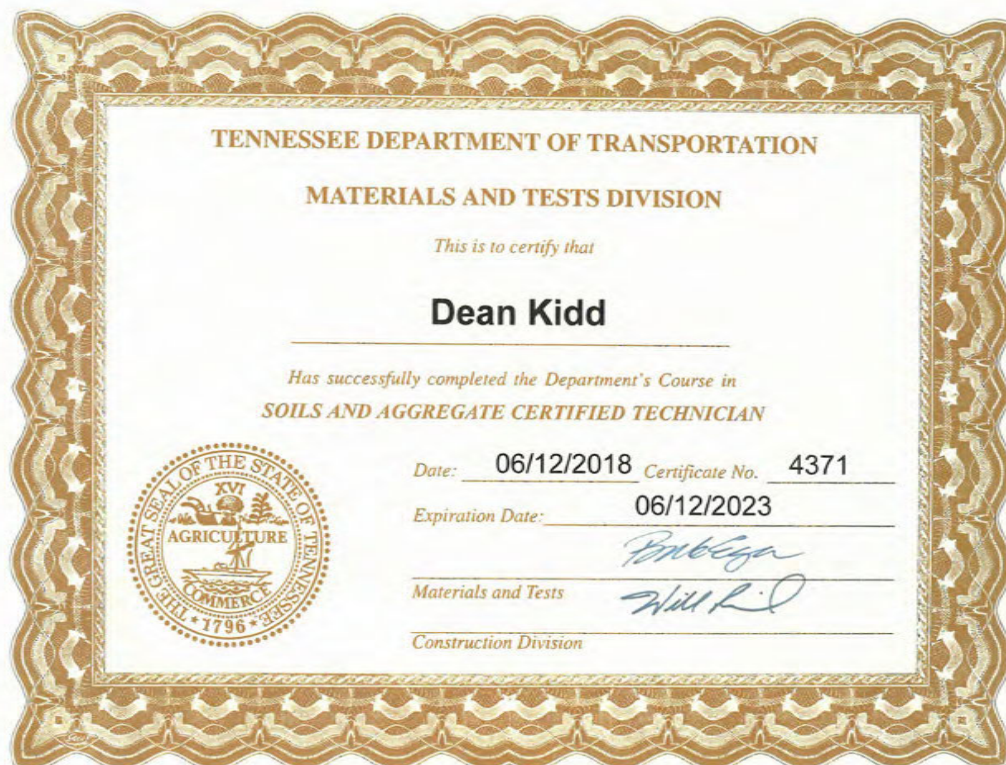 TENNESSEE DEPARTMENT OF TRANSPORTATION
MATERIALS AND TESTS DIVISION
This is to certify that
Dean Kidd
Has successfully completed the Department's Course in
SOILS AND AGGREGATE CERTIFIED TECHNICIAN
Date: 06/12/2018 Certificate No. 4371
Expiration Date: 06/12/2023
Materials and Tests
Construction Division
THE GREAT SEAL OF THE STATE OF TENNESSEE
XVI
AGRICULTURE
COMMERCE
1796